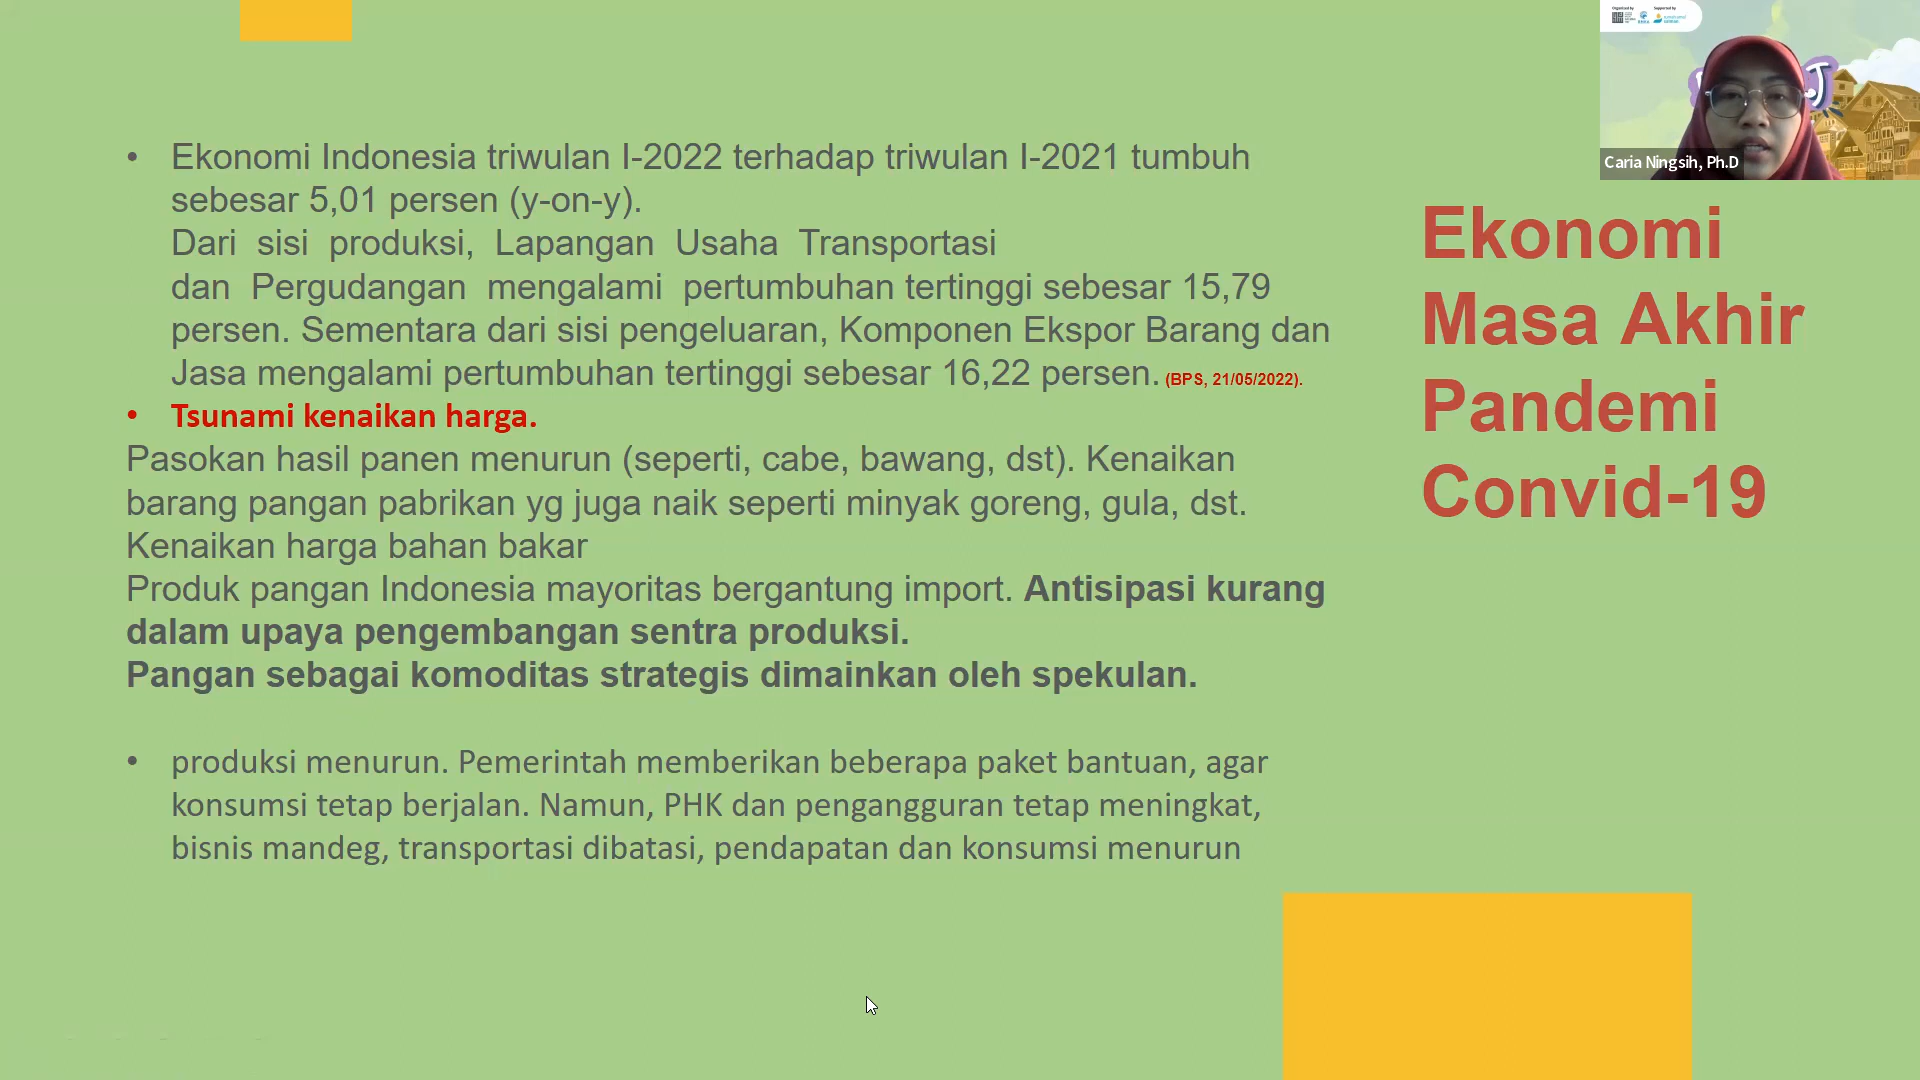 Ekonomi Indonesia triwulan I-2022 terhadap triwulan I-2021 tumbuh
sebesar 5,01 persen (y-on-y).
Dari sisi produksi, Lapangan Usaha Transportasi
dan Pergudangan mengalami pertumbuhan tertinggi sebesar 15,79
persen. Sementara dari sisi pengeluaran, Komponen Ekspor Barang dan
Jasa mengalami pertumbuhan tertinggi sebesar 16,22 persen. (BPS, 21/05/2022).
Tsunami kenaikan harga.
Pasokan hasil panen menurun (seperti, cabe, bawang, dst). Kenaikan
barang pangan pabrikan yg juga naik seperti minyak goreng, gula, dst.
Kenaikan harga bahan bakar
Produk pangan Indonesia mayoritas bergantung import. Antisipasi kurang
dalam upaya pengembangan sentra produksi.
Pangan sebagai komoditas strategis dimainkan oleh spekulan.
produksi menurun. Pemerintah memberikan beberapa paket bantuan, agar
konsumsi tetap berjalan. Namun, PHK dan pengangguran tetap meningkat,
bisnis mandeg, transportasi dibatasi, pendapatan dan konsumsi menurun
Ekonomi
Masa Akhir
Pandemi
Convid-19
Organized by
Supported by
Caria Ningsih, Ph.D